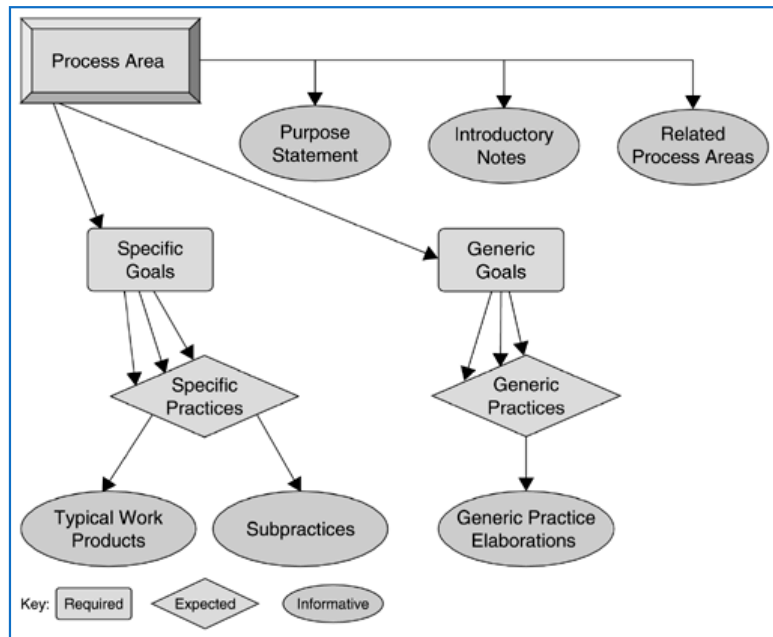 Process Area
Purpose
Statement
Introductory
Notes
Related
Process Areas
Specific
Goals
Generic
Goals
Specific
Practices
Generic
Practices
Typical Work
Products
Subpractices
Generic Practice
Elaborations
Key: Required Expected Informative